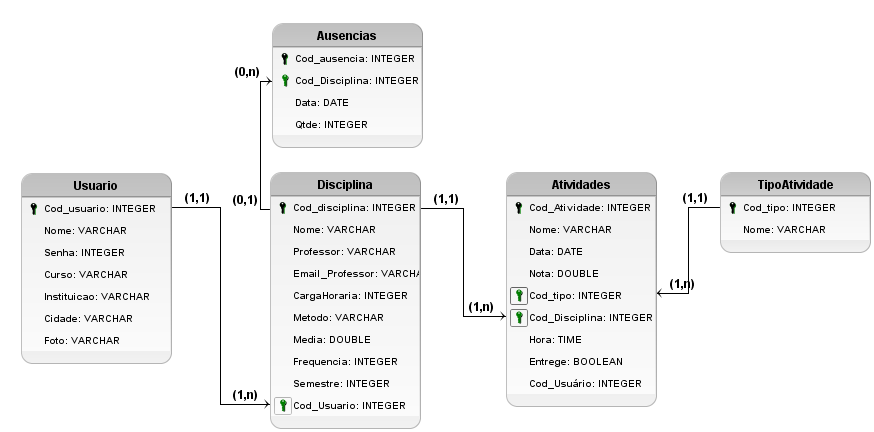 Ausencias
Cod_ausencia: INTEGER
Cod_Disciplina: INTEGER
Data: DATE
Qtde: INTEGER
(0,n)
(0,1)
Usuario
Cod_usuario: INTEGER
Nome: VARCHAR
Senha: INTEGER
Curso: VARCHAR
Instituicao: VARCHAR
Cidade: VARCHAR
Foto: VARCHAR
(1,1)
(1,n)
Disciplina
Cod_disciplina: INTEGER
Nome: VARCHAR
Professor: VARCHAR
Email_Professor: VARCHA
CargaHoraria: INTEGER
Metodo: VARCHAR
Media: DOUBLE
Frequencia: INTEGER
Semestre: INTEGER
Cod_Usuario: INTEGER
(1,1)
(1,n)
Atividades
Cod_Atividade: INTEGER
Nome: VARCHAR
Data: DATE
Nota: DOUBLE
Cod_tipo: INTEGER
Cod_Disciplina: INTEGER
Hora: TIME
Entrege: BOOLEAN
Cod_Usuário: INTEGER
(1,1)
(1,n)
TipoAtividade
Cod_tipo: INTEGER
Nome: VARCHAR